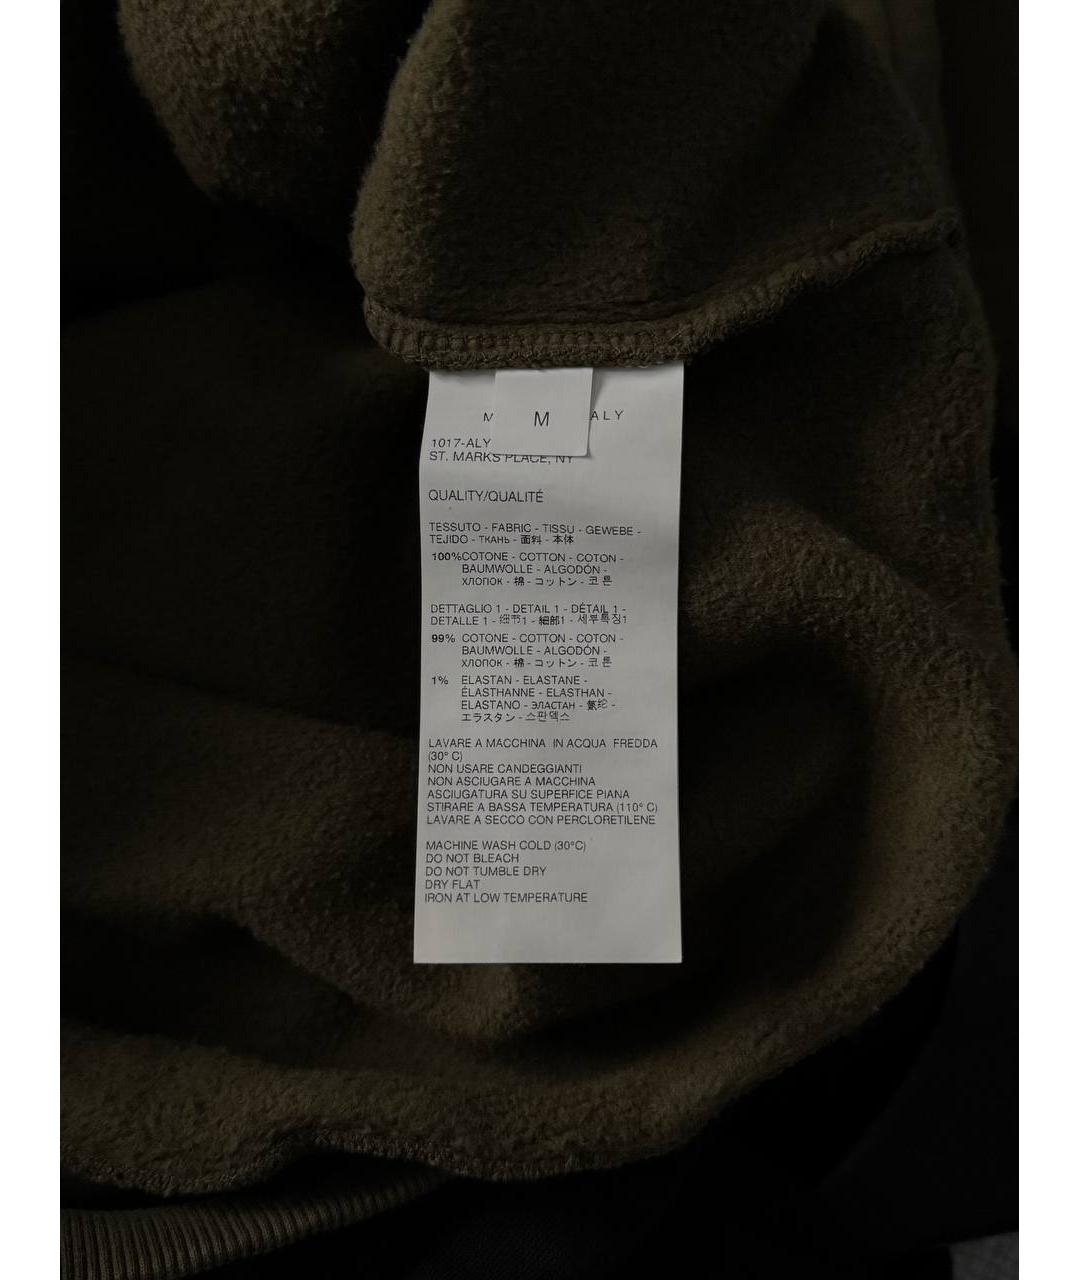 M
ALY
1017-ALY
ST. MARKS PLACE, NY
QUALITY/QUALITÉ
TESSUTO - FABRIC - TISSU - GEWEBE -
TEJIDO - ТКАНЬ - 面料 - 本体
100% COTONE - COTTON - COTON -
BAUMWOLLE - ALGODÓN -
ХЛОПОК - 棉 - コットン - 코튼
DETTAGLIO 1 - DETAIL 1 - DÉTAIL 1 -
DETALLE 1 - 细节1 - 細部1 - 세부특징1
99% COTONE - COTTON - COTON -
BAUMWOLLE - ALGODÓN -
ХЛОПОК - 棉 - コットン - 코튼
1% ELASTAN - ELASTANE -
ÉLASTHANNE - ELASTHAN -
ELASTANO - ЭЛАСТАН - 氨纶 -
エラスタン - 스판덱스
LAVARE A MACCHINA IN ACQUA FREDDA
(30° C)
NON USARE CANDEGGIANTI
NON ASCIUGARE A MACCHINA
ASCIUGATURA SU SUPERFICE PIANA
STIRARE A BASSA TEMPERATURA (110° C)
LAVARE A SECCO CON PERCLORETILENE
MACHINE WASH COLD (30°C)
DO NOT BLEACH
DO NOT TUMBLE DRY
DRY FLAT
IRON AT LOW TEMPERATURE